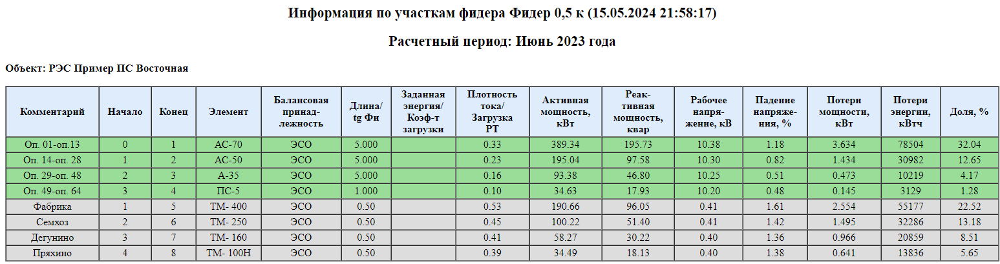 Информация по участкам фидера Фидер 0,5 к (15.05.2024 21:58:17)
Расчетный период: Июнь 2023 года
Объект: РЭС Пример ПС Восточная
Комментарий Начало Конец Элемент Балансовая принад-лежность Длина/ tg Фи Заданная энергия/ Коэф-т загрузки Плотность тока/ Загрузка РТ Активная мощность, кВт Реак-тивная мощность, квар Рабочее напря-жение, кВ Падение напряже-ния, % Потери мощности, кВт Потери энергии, кВтч Доля, %
Оп. 01-оп.13 0 1 АС-70 ЭСО 5.000 0.33 389.34 195.73 10.38 1.18 3.634 78504 32.04
Оп. 14-оп. 28 1 2 АС-50 ЭСО 5.000 0.23 195.04 97.58 10.30 0.82 1.434 30982 12.65
Оп. 29-оп. 48 2 3 А-35 ЭСО 5.000 0.16 93.38 46.80 10.25 0.51 0.473 10219 4.17
Оп. 49-оп. 64 3 4 ПС-5 ЭСО 1.000 0.10 34.63 17.93 10.20 0.48 0.145 3129 1.28
Фабрика 1 5 ТМ- 400 ЭСО 0.50 0.53 190.66 96.05 0.41 1.61 2.554 55177 22.52
Семхоз 2 6 ТМ- 250 ЭСО 0.50 0.45 100.22 51.40 0.41 1.42 1.495 32286 13.18
Дегунино 3 7 ТМ- 160 ЭСО 0.50 0.41 58.27 30.22 0.40 1.36 0.966 20859 8.51
Пряхино 4 8 ТМ- 100Н ЭСО 0.50 0.39 34.49 18.13 0.40 1.38 0.641 13836 5.65